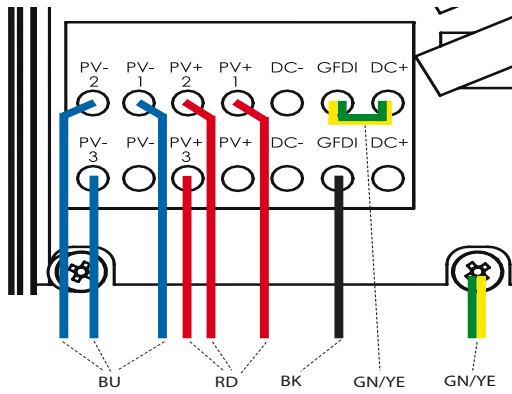 PV- PV- PV+ PV+ DC- GFDI DC+
2 1 2 1
PV- PV- PV+ PV+ DC- GFDI DC+
3 3
BU RD BK GN/YE GN/YE